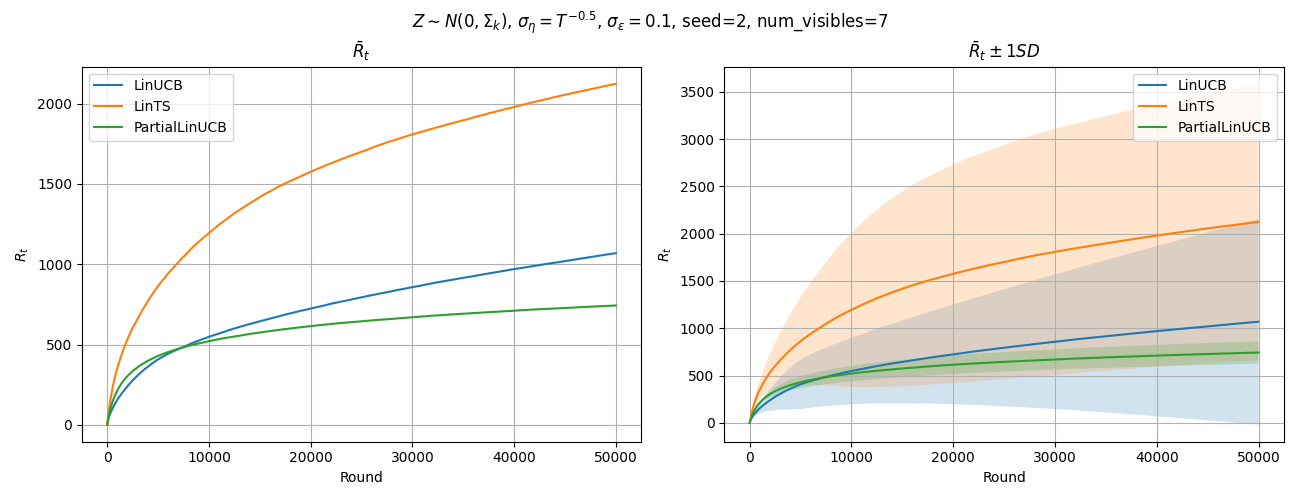 Z ~ N(0, Σ_k), σ_η = T^{-0.5}, σ_ε = 0.1, seed=2, num_visibles=7
R̄_t
R_t
2000
1500
1000
500
0
LinUCB
LinTS
PartialLinUCB
0 10000 20000 30000 40000 50000
Round
R̄_t ± 1SD
R_t
3500
3000
2500
2000
1500
1000
500
0
LinUCB
LinTS
PartialLinUCB
0 10000 20000 30000 40000 50000
Round